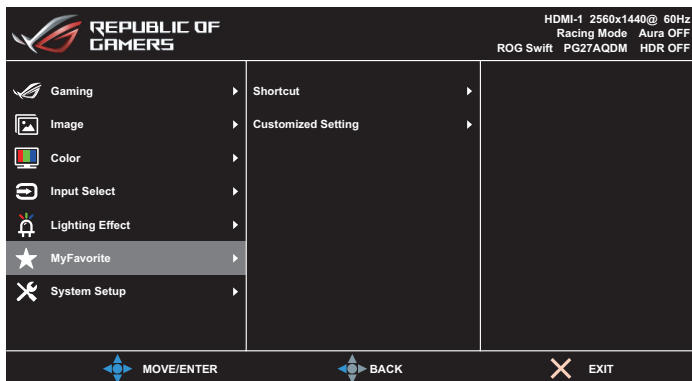 REPUBLIC OF
GAMERS
HDMI-1 2560x1440@ 60Hz
Racing Mode Aura OFF
ROG Swift PG27AQDM HDR OFF
Gaming
Image
Color
Input Select
Lighting Effect
MyFavorite
System Setup
Shortcut
Customized Setting
MOVE/ENTER
BACK
EXIT